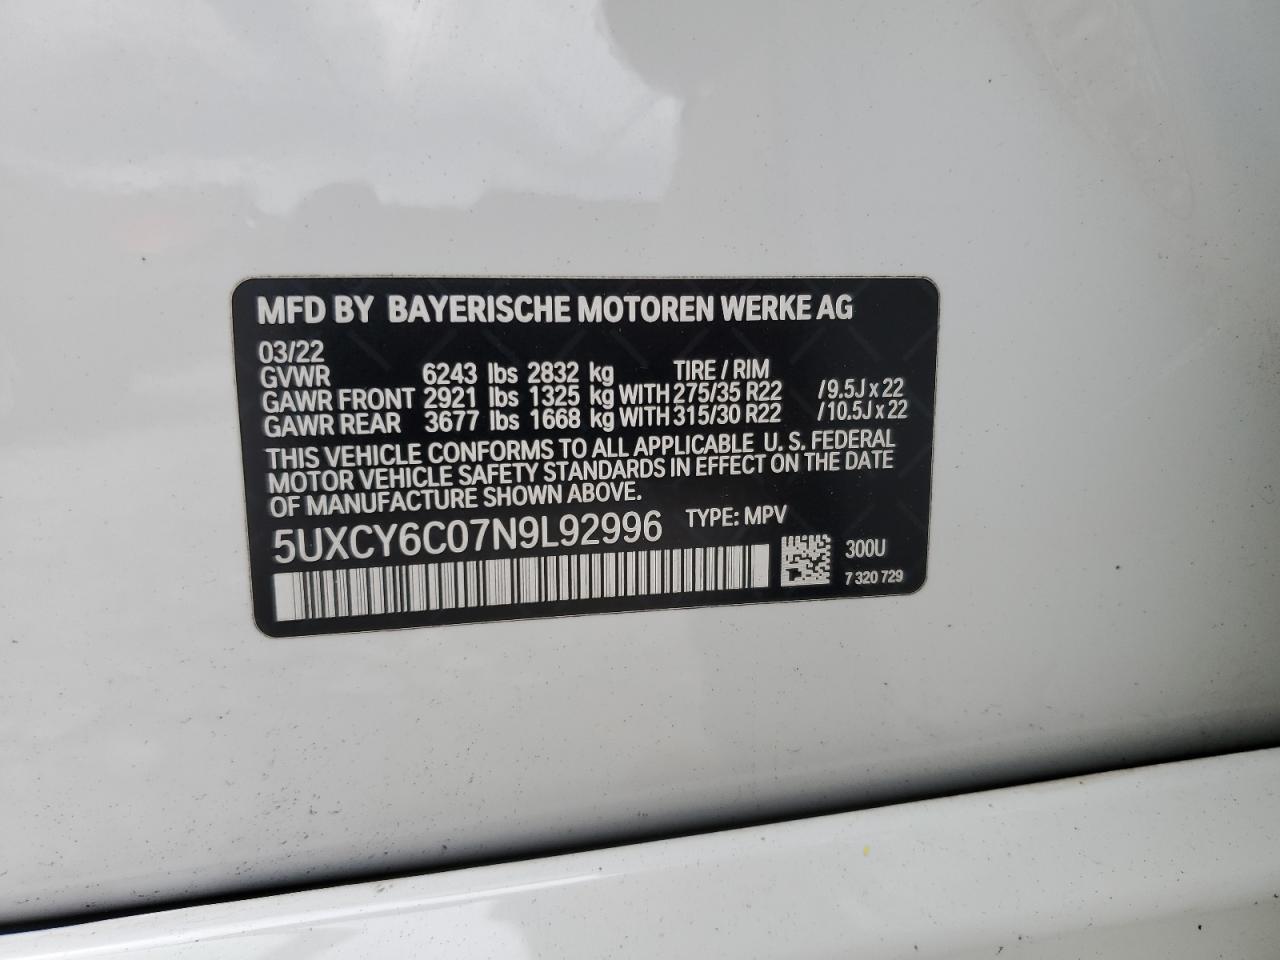 MFD BY BAYERISCHE MOTOREN WERKE AG
03/22
GVWR 6243 lbs 2832 kg TIRE / RIM
GAWR FRONT 2921 lbs 1325 kg WITH 275/35 R22 /9.5J x 22
GAWR REAR 3677 lbs 1668 kg WITH 315/30 R22 /10.5J x 22
THIS VEHICLE CONFORMS TO ALL APPLICABLE U. S. FEDERAL
MOTOR VEHICLE SAFETY STANDARDS IN EFFECT ON THE DATE
OF MANUFACTURE SHOWN ABOVE.
5UXCY6C07N9L92996 TYPE: MPV
300U
7 320 729